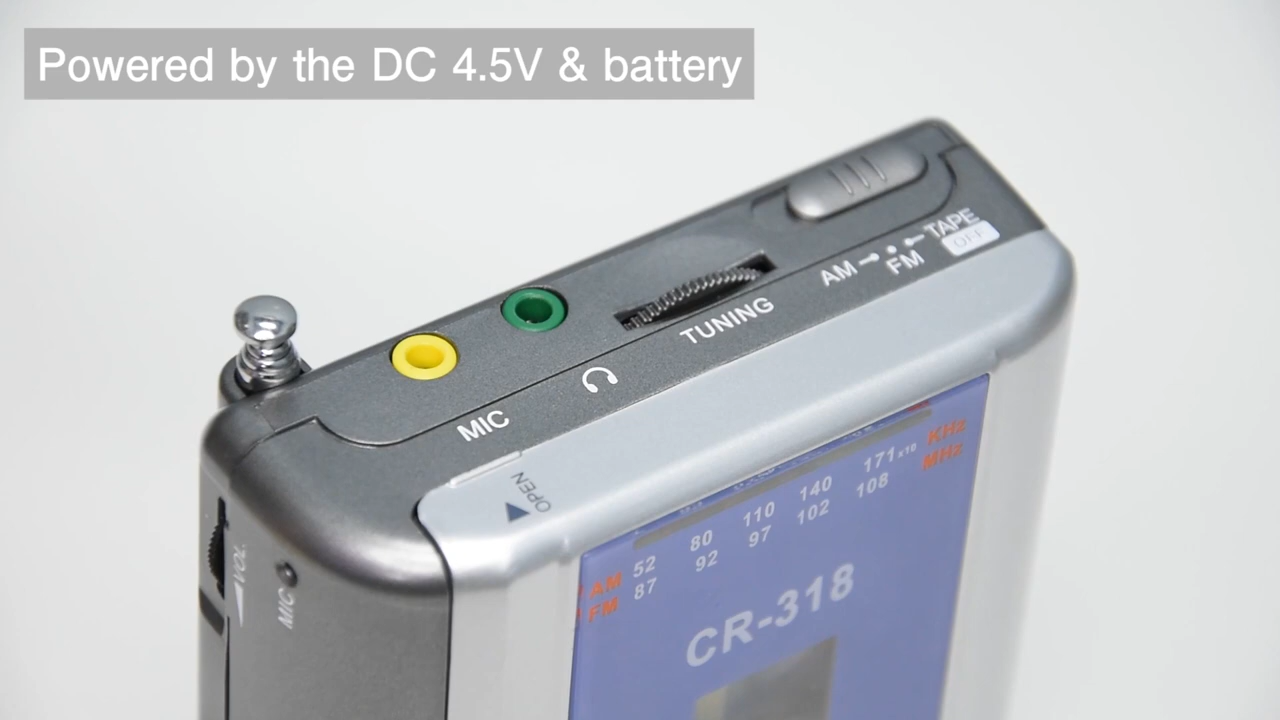 Powered by the DC 4.5V & battery
TAPE
OFF
AM
FM
TUNING
MIC
OPEN
KHz
171x10
140
110
80
52
AM
MHz
108
102
97
92
87
FM
CR-318
VOL.
MIC